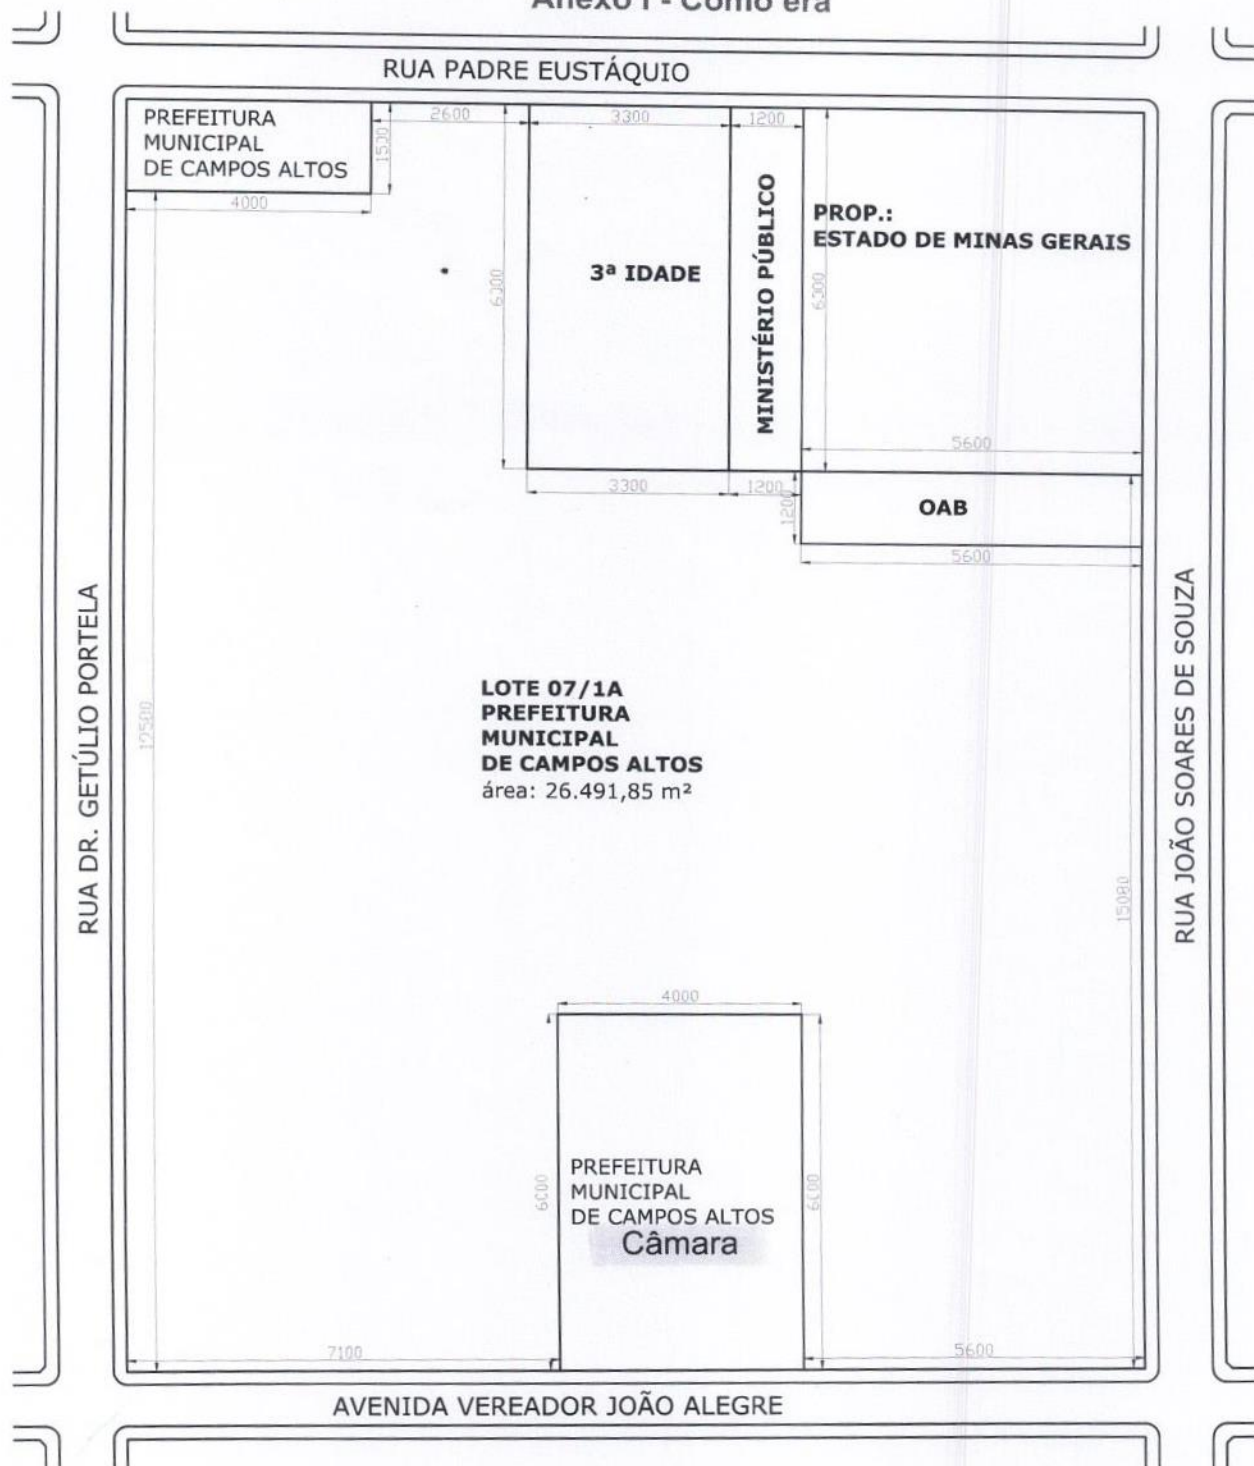 Anexo I - Como era
RUA PADRE EUSTÁQUIO
PREFEITURA
MUNICIPAL
DE CAMPOS ALTOS
1500
4000
2600
3300
1200
6000
3ª IDADE
MINISTÉRIO PÚBLICO
PROP.:
ESTADO DE MINAS GERAIS
6000
5600
3300
1200
1200
OAB
5600
RUA DR. GETÚLIO PORTELA
12500
LOTE 07/1A
PREFEITURA
MUNICIPAL
DE CAMPOS ALTOS
área: 26.491,85 m²
RUA JOÃO SOARES DE SOUZA
15080
4000
6000
PREFEITURA
MUNICIPAL
DE CAMPOS ALTOS
Câmara
6000
7100
5600
AVENIDA VEREADOR JOÃO ALEGRE